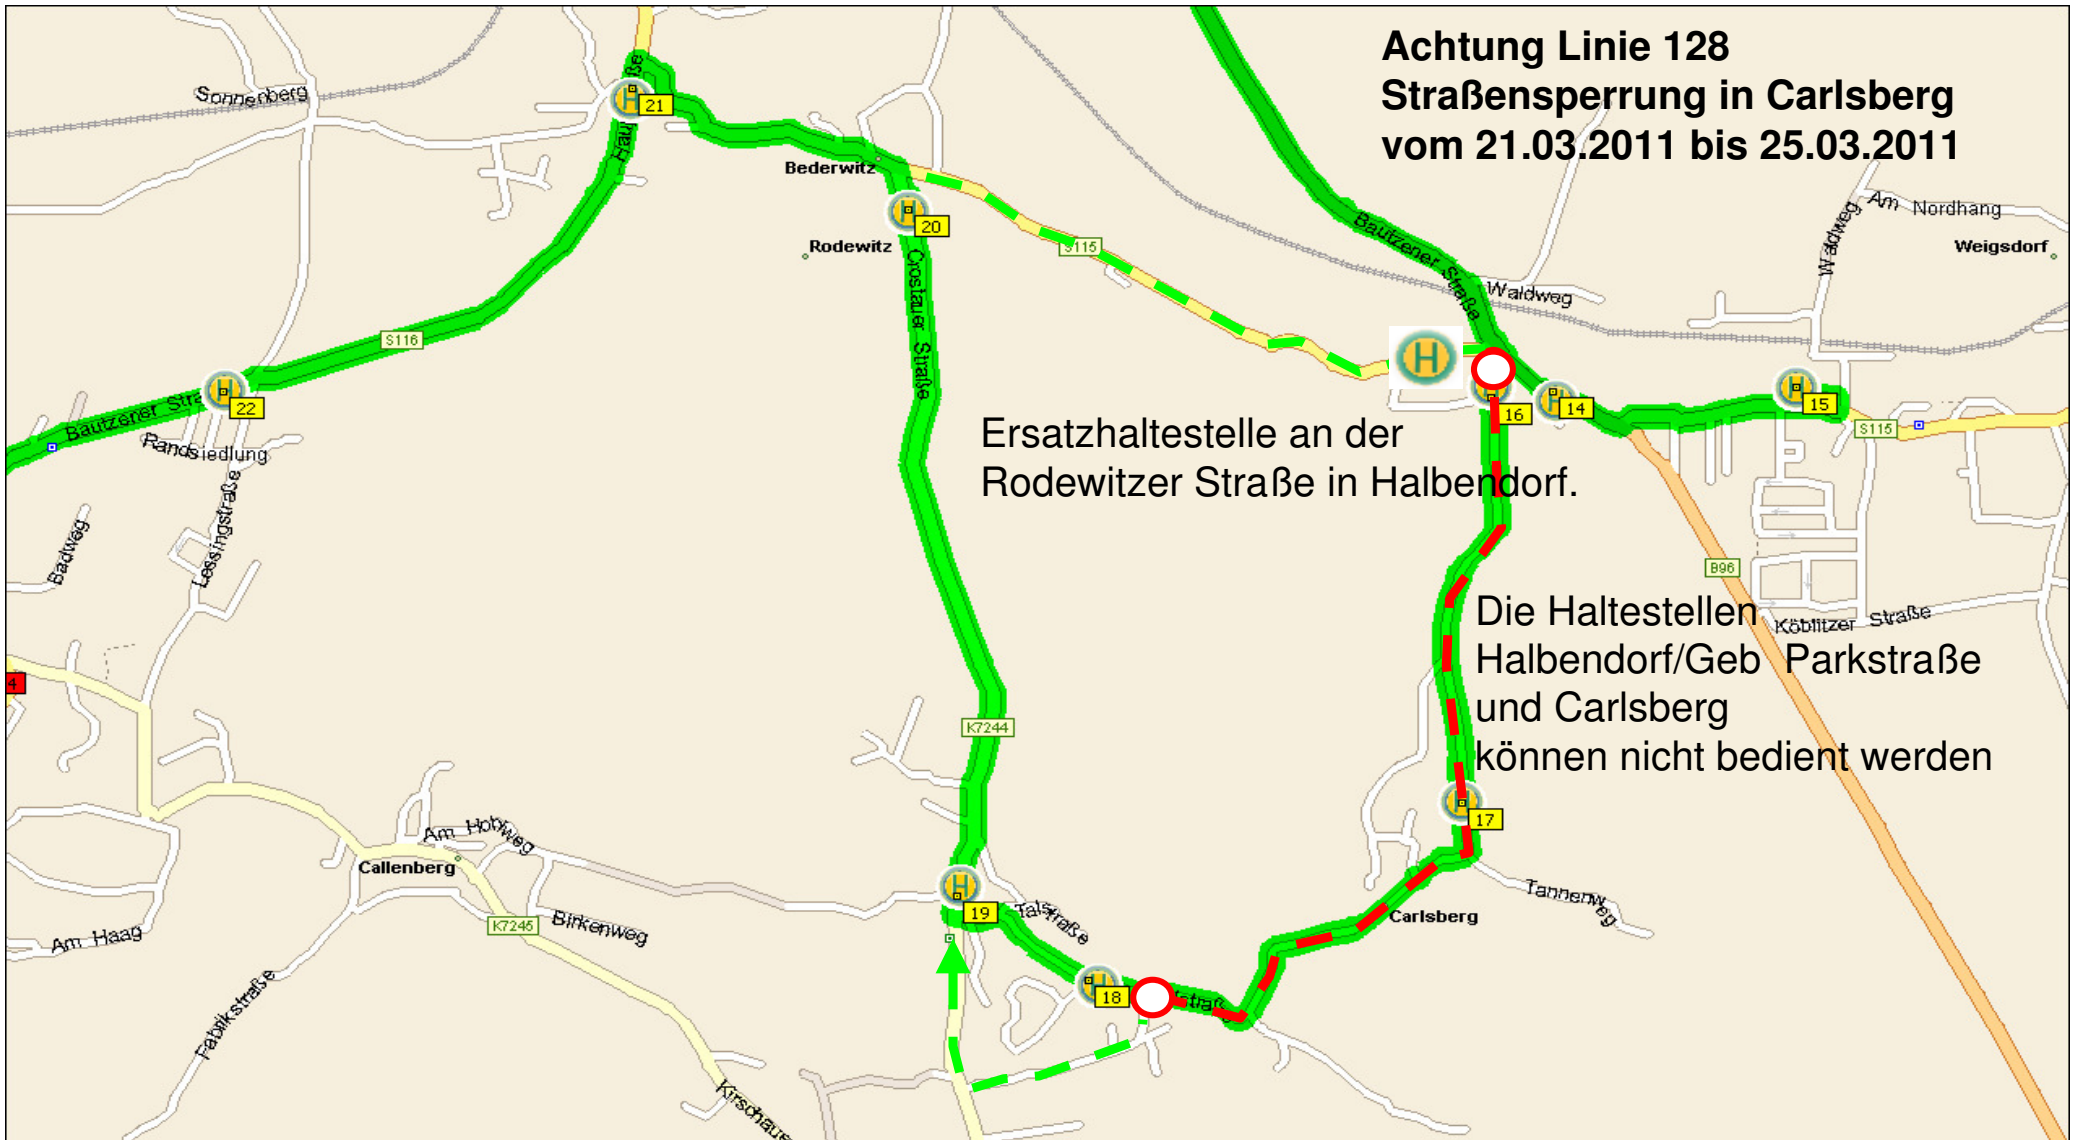 Achtung Linie 128
Straßensperrung in Carlsberg
vom 21.03.2011 bis 25.03.2011
Sonnenberg
H
21
Bederwitz
H
20
Rodewitz
Crostauer Straße
S115
Bautzener Straße
Waldweg
Waldweg
Am Nordhang
Weigsdorf
S116
H
22
Bautzener
Randsiedlung
Lessingstraße
Badweg
H
16
H
14
H
15
S115
Ersatzhaltestelle an der
Rodewitzer Straße in Halbendorf.
B96
Die Haltestellen
Halbendorf/Geb Parkstraße
und Carlsberg
können nicht bedient werden
Köblitzer Straße
4
K7244
H
17
Am Hohlweg
Callenberg
H
19
Talstraße
Tannenweg
Carlsberg
K7245
Birkenweg
Am Haag
Fabrikstraße
H
18